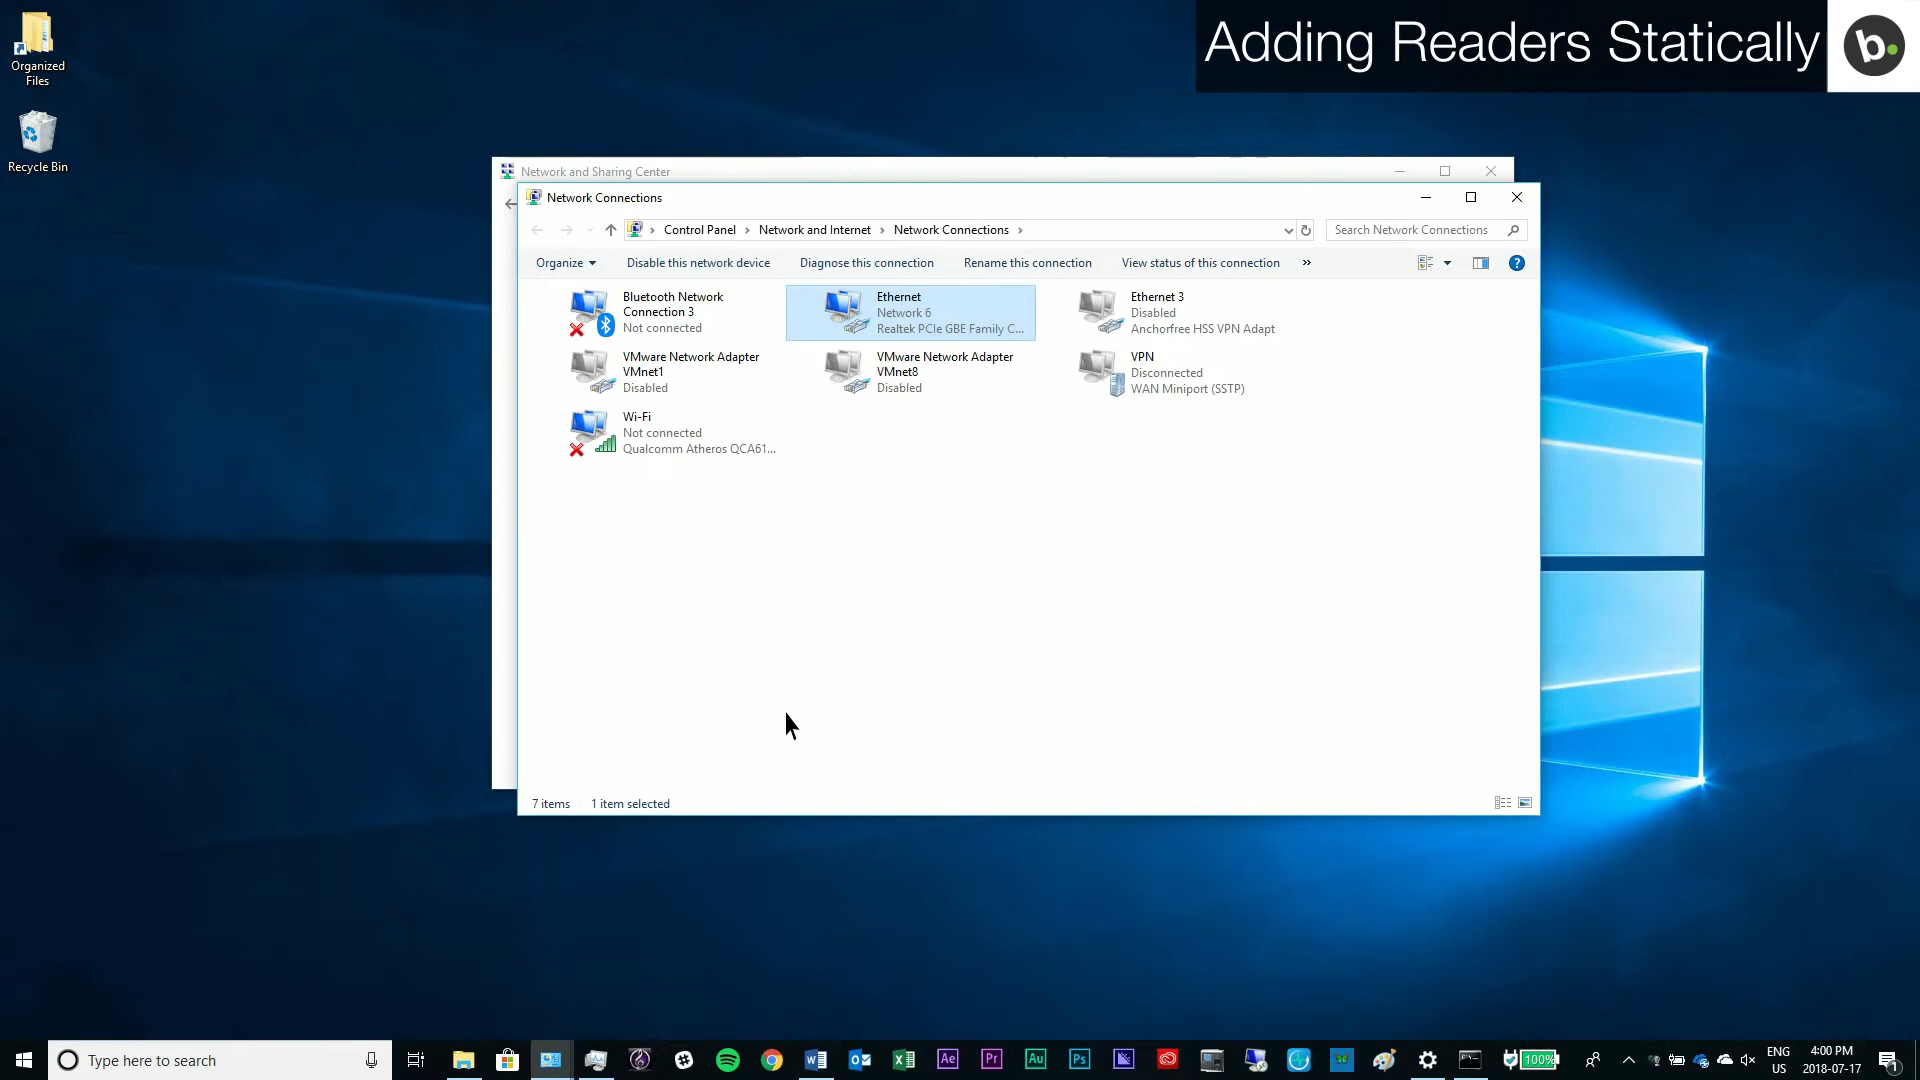 Organized
Files
Recycle Bin
Adding Readers Statically
b.
Network and Sharing Center
Network Connections
Control Panel
Network and Internet
Network Connections
Search Network Connections
Organize
Disable this network device
Diagnose this connection
Rename this connection
View status of this connection
»
Bluetooth Network
Connection 3
Not connected
Ethernet
Network 6
Realtek PCIe GBE Family C...
Ethernet 3
Disabled
Anchorfree HSS VPN Adapt
VMware Network Adapter
VMnet1
Disabled
VMware Network Adapter
VMnet8
Disabled
VPN
Disconnected
WAN Miniport (SSTP)
Wi-Fi
Not connected
Qualcomm Atheros QCA61...
7 items
1 item selected
Type here to search
Ae
Pr
Au
Ps
100%
ENG
US
4:00 PM
2018-07-17
1